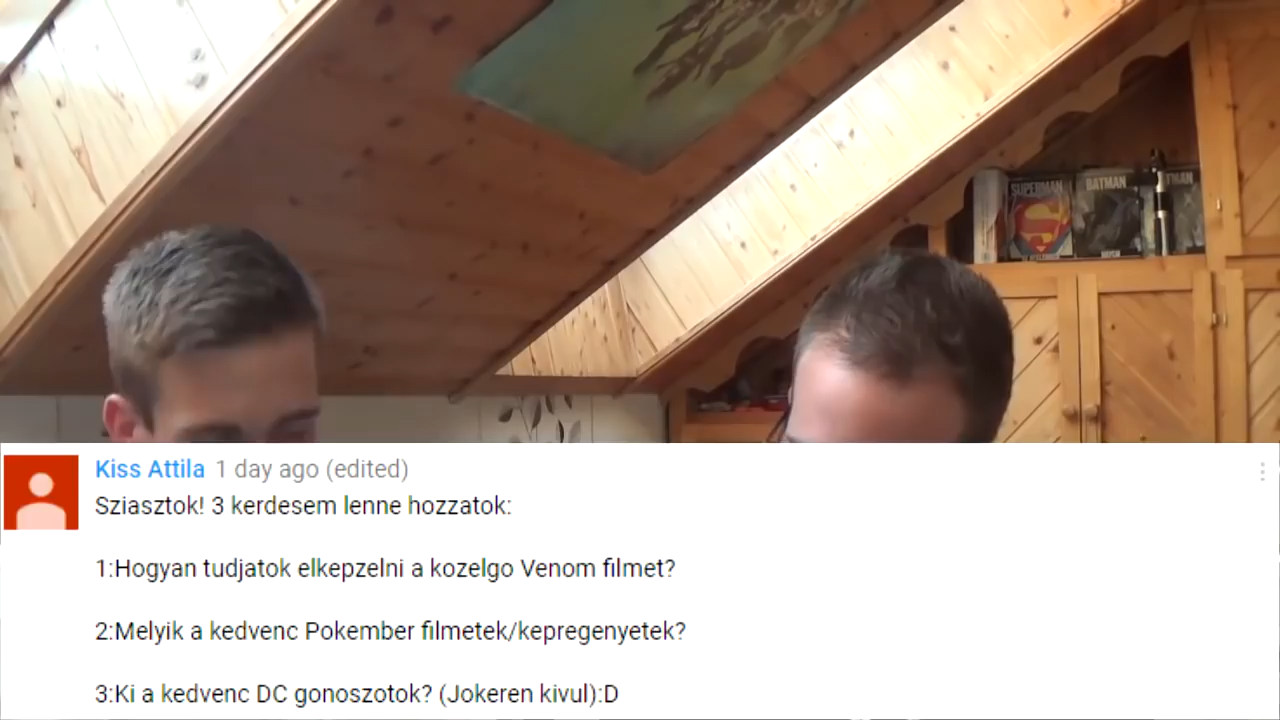 SUPERMAN
BATMAN
Kiss Attila 1 day ago (edited)
Sziasztok! 3 kerdesem lenne hozzatok:
1:Hogyan tudjatok elkepzelni a kozelgo Venom filmet?
2:Melyik a kedvenc Pokember filmetek/kepregenyetek?
3:Ki a kedvenc DC gonoszotok? (Jokeren kivul):D